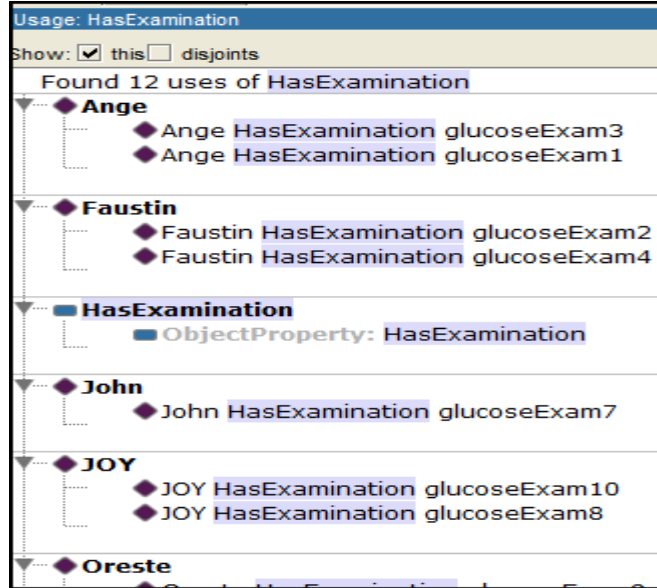 Usage: HasExamination
Show: this disjoints
Found 12 uses of HasExamination
Ange
Ange HasExamination glucoseExam3
Ange HasExamination glucoseExam1
Faustin
Faustin HasExamination glucoseExam2
Faustin HasExamination glucoseExam4
HasExamination
ObjectProperty: HasExamination
John
John HasExamination glucoseExam7
JOY
JOY HasExamination glucoseExam10
JOY HasExamination glucoseExam8
Oreste